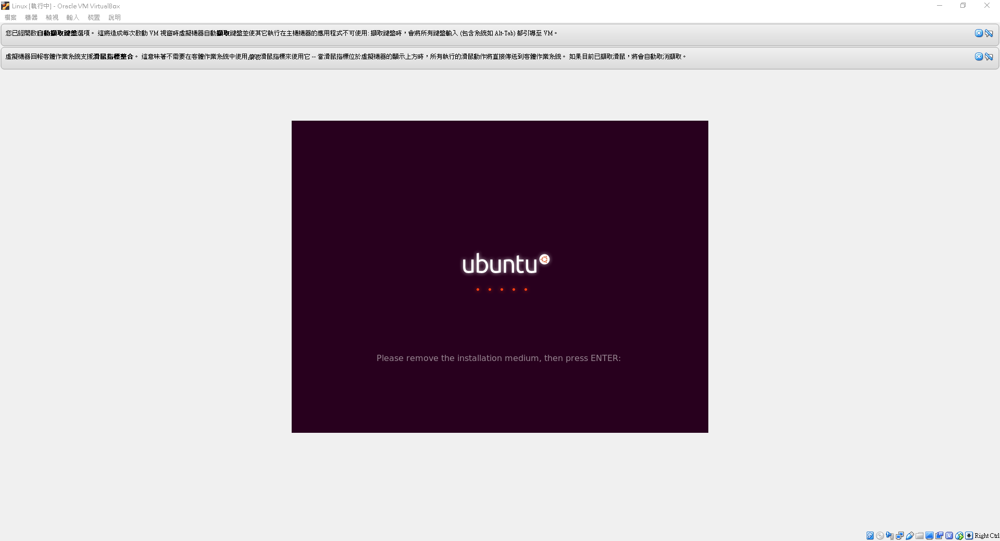 Linux [執行中] - Oracle VM VirtualBox
檔案 機器 檢視 輸入 裝置 說明
您已經開啟自動擷取鍵盤選項。 這將造成每次啟動 VM 視窗時虛擬機器自動擷取鍵盤並使其它執行在主機機器的應用程式不可使用: 擷取鍵盤時，會將所有鍵盤輸入 (包含系統如 Alt-Tab) 都引導至 VM。
虛擬機器回報客體作業系統支援滑鼠指標整合。 這意味著不需要在客體作業系統中使用擷取滑鼠指標來使用它 -- 當滑鼠指標位於虛擬機器的顯示上方時，所有執行的滑鼠動作將直接傳送到客體作業系統。 如果目前已擷取滑鼠，將會自動取消擷取。
ubuntu
Please remove the installation medium, then press ENTER:
Right Ctrl